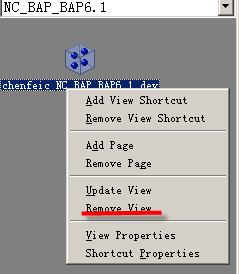 NC_BAP_BAP6.1
chenfeic_NC_BAP_BAP6.1_dev
Add View Shortcut
Remove View Shortcut
Add Page
Remove Page
Update View
Remove View
View Properties
Shortcut Properties